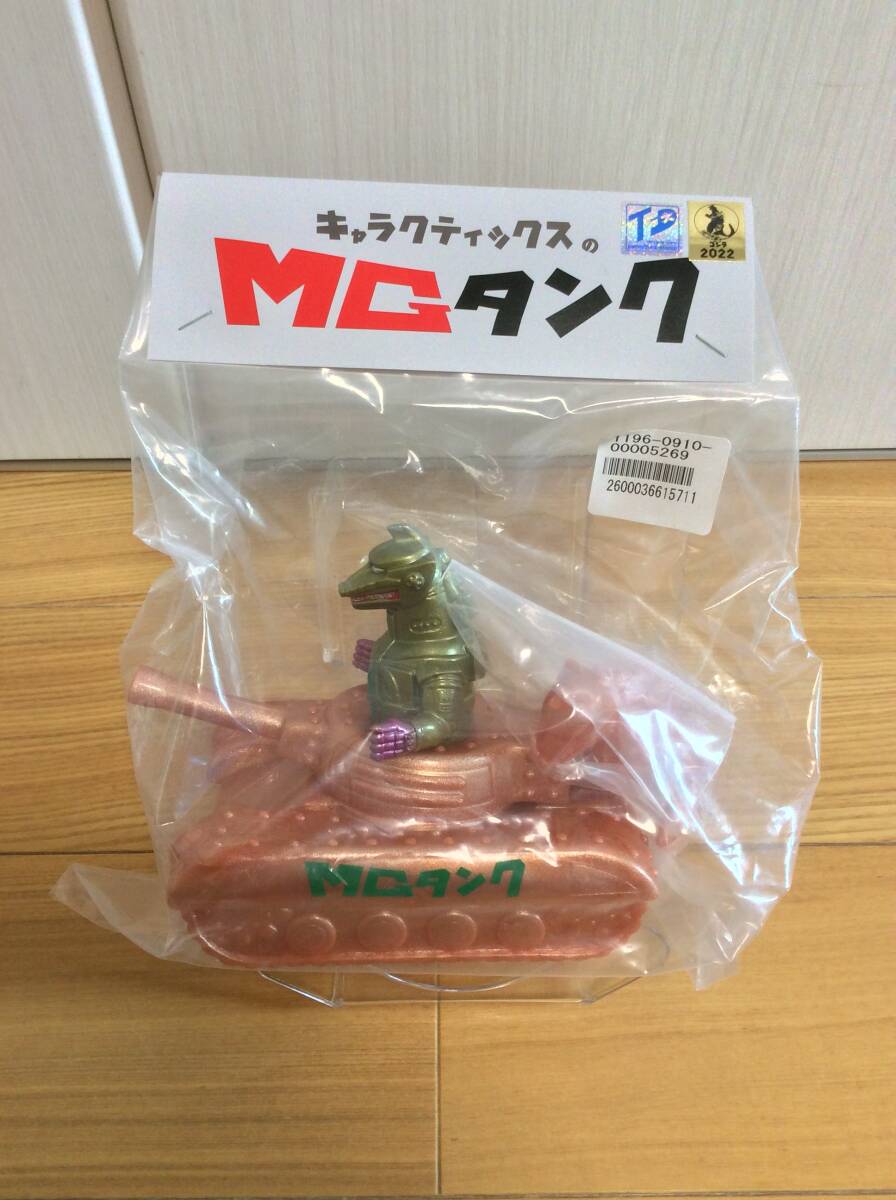 キャラクティックスの
MGタンク
TD
ゴジラ
2022
1196-0910-
00005269
2600036615711
MGタンク